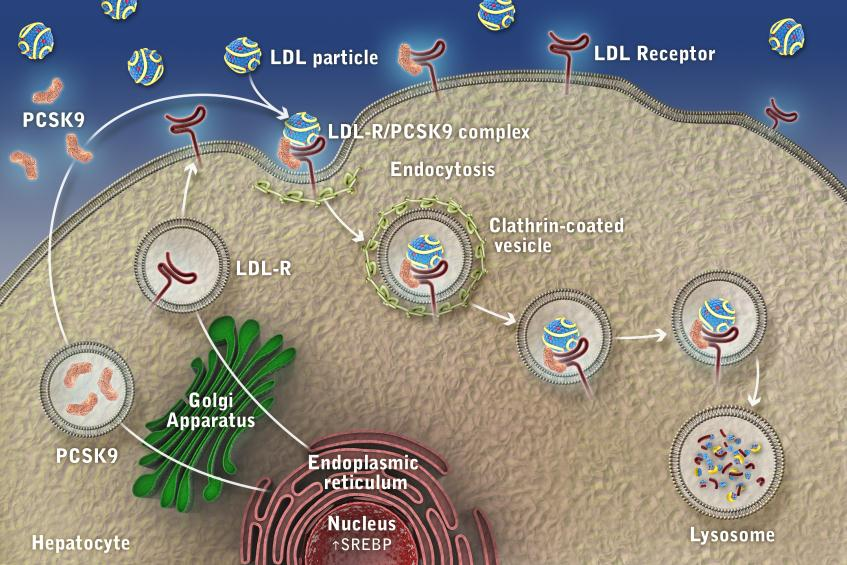 LDL particle
LDL Receptor
PCSK9
LDL-R/PCSK9 complex
Endocytosis
Clathrin-coated
vesicle
LDL-R
Golgi
Apparatus
PCSK9
Endoplasmic
reticulum
Nucleus
↑SREBP
Lysosome
Hepatocyte